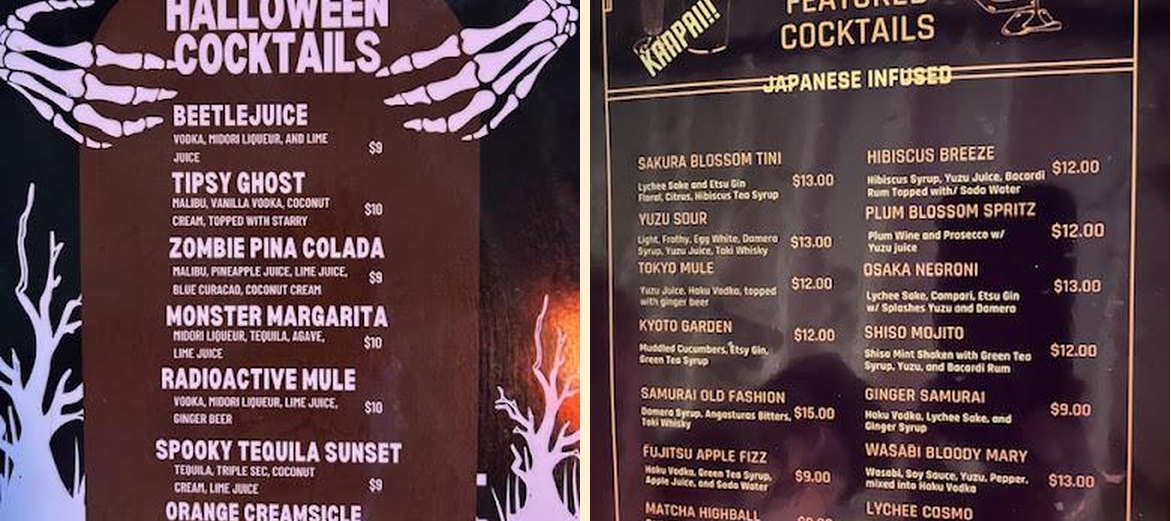 HALLOWEEN
COCKTAILS
BEETLEJUICE
VODKA, MIDORI LIQUEUR, AND LIME
JUICE
$9
TIPSY GHOST
MALIBU, VANILLA VODKA, COCONUT
CREAM, TOPPED WITH STARRY
$10
ZOMBIE PINA COLADA
MALIBU, PINEAPPLE JUICE, LIME JUICE,
BLUE CURACAO, COCONUT CREAM
$9
MONSTER MARGARITA
MIDORI LIQUEUR, TEQUILA, AGAVE,
LIME JUICE
$10
RADIOACTIVE MULE
VODKA, MIDORI LIQUEUR, LIME JUICE,
GINGER BEER
$10
SPOOKY TEQUILA SUNSET
TEQUILA, TRIPLE SEC, COCONUT
CREAM, LIME JUICE
$9
ORANGE CREAMSICLE
KANPAI!!
FEATURED
COCKTAILS
JAPANESE INFUSED
SAKURA BLOSSOM TINI
Lychee Sake and Etsu Gin
Floral, Citrus, Hibiscus Tea Syrup
$13.00
YUZU SOUR
Light, Frothy, Egg White, Damera
Syrup, Yuzu Juice, Toki Whisky
$13.00
TOKYO MULE
Yuzu Juice, Haku Vodka, topped
with ginger beer
$12.00
KYOTO GARDEN
Muddled Cucumbers, Etsy Gin,
Green Tea Syrup
$12.00
SAMURAI OLD FASHION
Damera Syrup, Angosturas Bitters,
Toki Whisky
$15.00
FUJITSU APPLE FIZZ
Haku Vodka, Green Tea Syrup,
Apple Juice, and Soda Water
$9.00
MATCHA HIGHBALL
HIBISCUS BREEZE
Hibiscus Syrup, Yuzu Juice, Bacardi
Rum Topped with/ Soda Water
$12.00
PLUM BLOSSOM SPRITZ
Plum Wine and Prosecco w/
Yuzu juice
$12.00
OSAKA NEGRONI
Lychee Sake, Campari, Etsu Gin
w/ Splashes Yuzu and Damera
$13.00
SHISO MOJITO
Shiso Mint Shaken with Green Tea
Syrup, Yuzu, and Bacardi Rum
$12.00
GINGER SAMURAI
Haku Vodka, Lychee Sake, and
Ginger Syrup
$9.00
WASABI BLOODY MARY
Wasabi, Soy Sauce, Yuzu, Pepper,
mixed into Haku Vodka
$13.00
LYCHEE COSMO